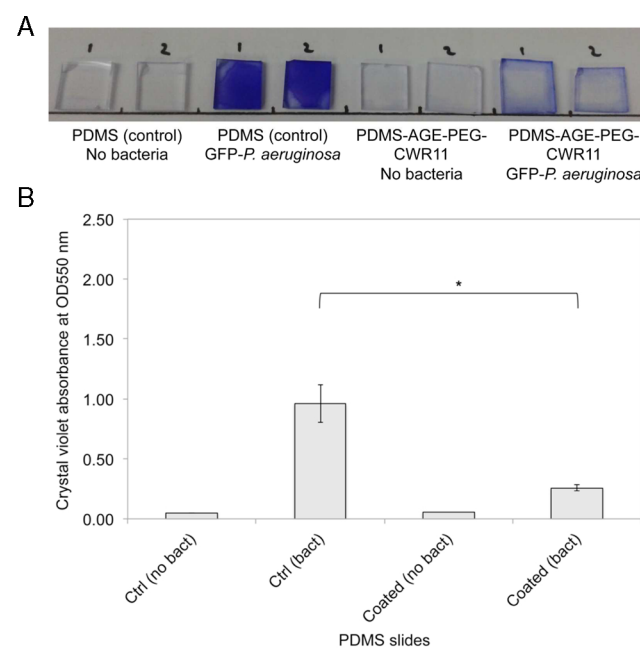 A
1 2 1 2 1 2 1 2
PDMS (control)
No bacteria
PDMS (control)
GFP-P. aeruginosa
PDMS-AGE-PEG-
CWR11
No bacteria
PDMS-AGE-PEG-
CWR11
GFP-P. aeruginosa
B
Crystal violet absorbance at OD550 nm
2.50
2.00
1.50
1.00
0.50
0.00
*
Ctrl (no bact)
Ctrl (bact)
Coated (no bact)
Coated (bact)
PDMS slides